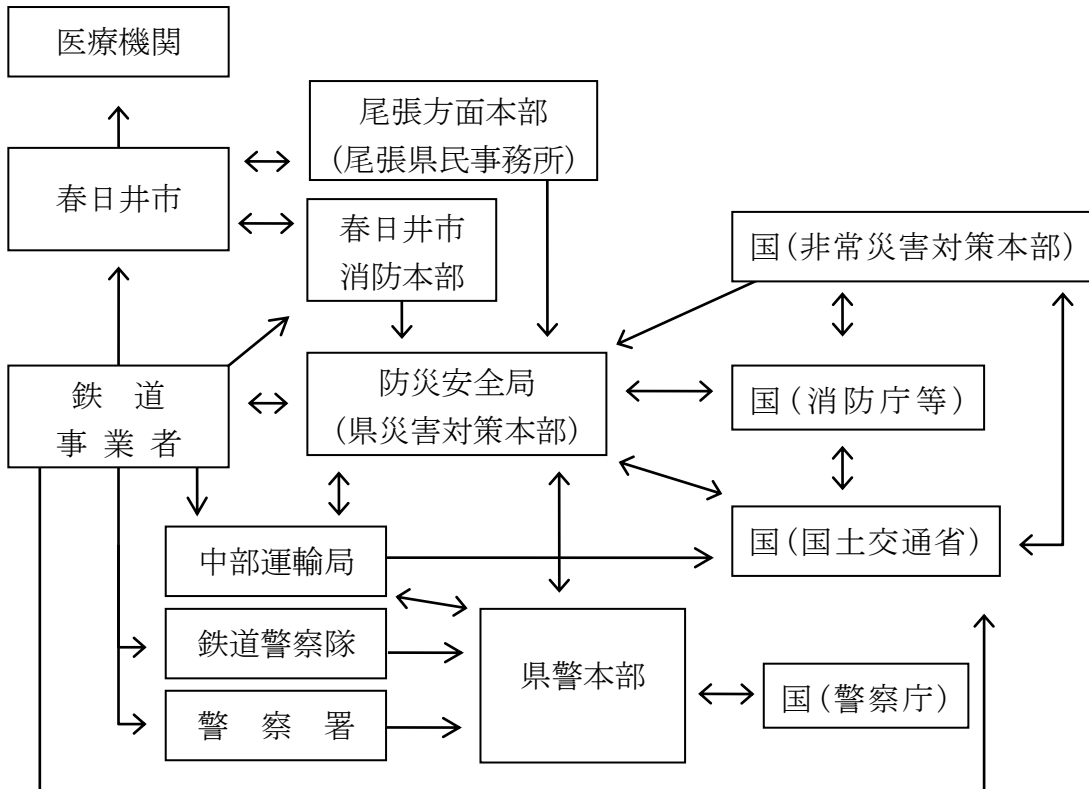 医療機関
尾張方面本部
(尾張県民事務所)
春日井市
春日井市
消防本部
国(非常災害対策本部)
鉄道
事業者
防災安全局
(県災害対策本部)
国(消防庁等)
中部運輸局
国(国土交通省)
鉄道警察隊
県警本部
国(警察庁)
警察署